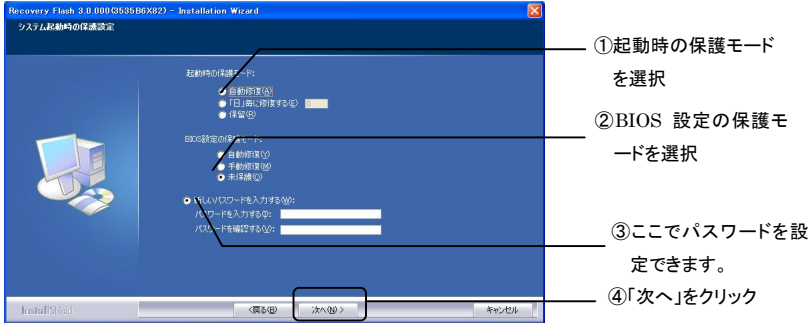 Recovery Flash 3.0.000(3535B6X82) - Installation Wizard
システム起動時の保護設定
起動時の保護モード:
自動修復(A)
「日」毎に修復する(E) 0
保留(R)
BIOS設定の保護モード:
自動修復(Y)
手動修復(M)
未保護(O)
新しいパスワードを入力する(W):
パスワードを入力する(I):
パスワードを確認する(V):
InstallShield
<戻る(B)
次へ(N) >
キャンセル
①起動時の保護モード
を選択
②BIOS 設定の保護モ
ードを選択
③ここでパスワードを設
定できます。
④「次へ」をクリック